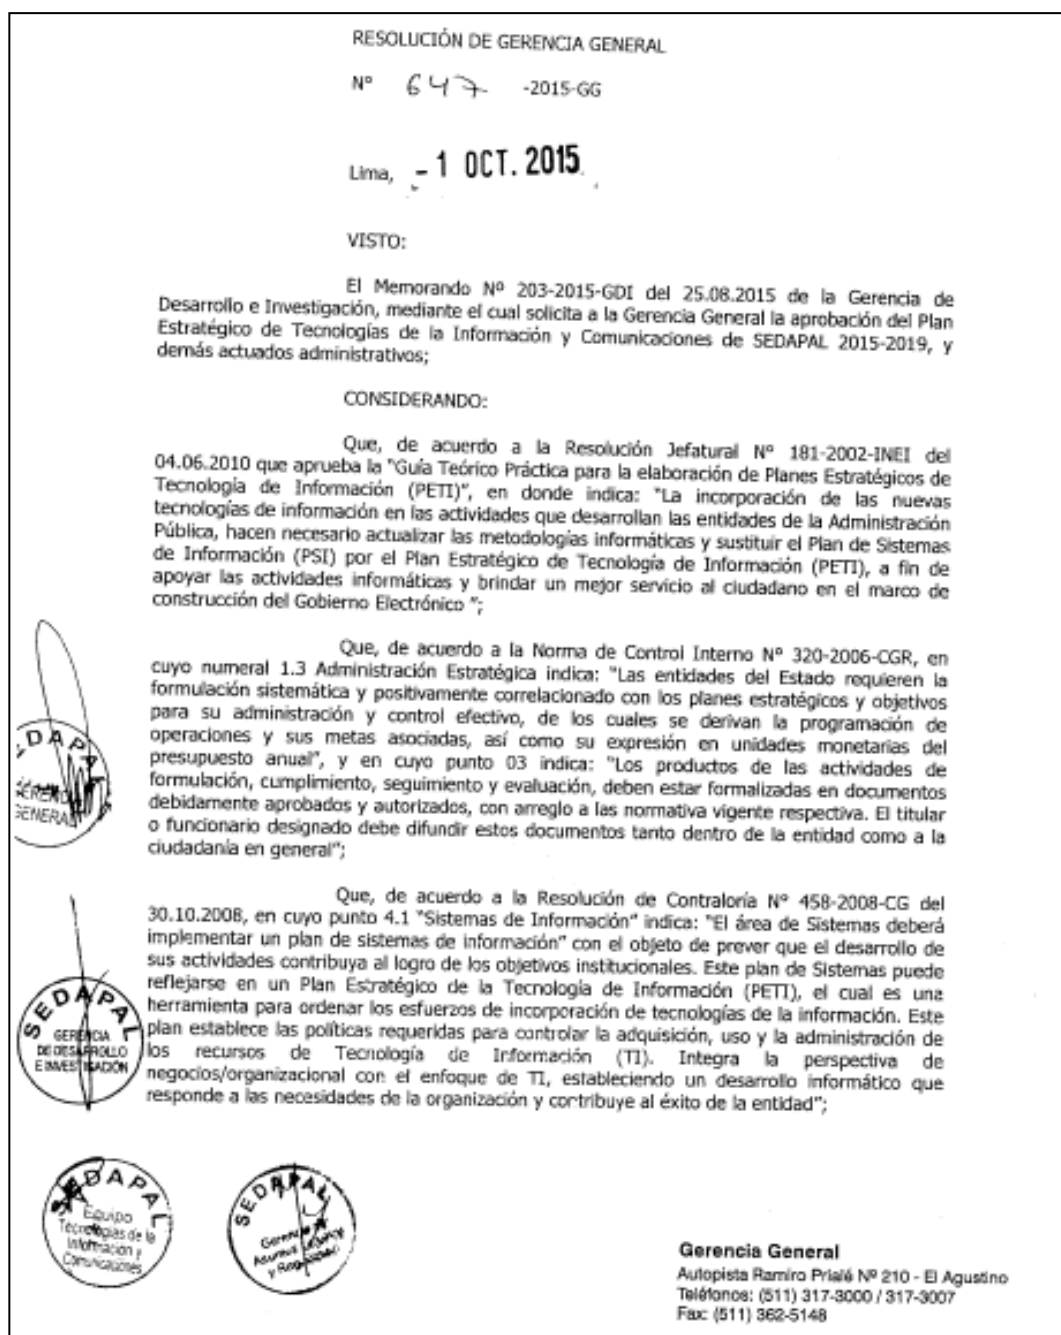 RESOLUCIÓN DE GERENCIA GENERAL
Nº 647 -2015-GG
Lima, - 1 OCT. 2015
VISTO:
El Memorando Nº 203-2015-GDI del 25.08.2015 de la Gerencia de
Desarrollo e Investigación, mediante el cual solicita a la Gerencia General la aprobación del Plan
Estratégico de Tecnologías de la Información y Comunicaciones de SEDAPAL 2015-2019, y
demás actuados administrativos;
CONSIDERANDO:
Que, de acuerdo a la Resolución Jefatural Nº 181-2002-INEI del
04.06.2010 que aprueba la "Guía Teórico Práctica para la elaboración de Planes Estratégicos de
Tecnología de Información (PETI)", en donde indica: "La incorporación de las nuevas
tecnologías de información en las actividades que desarrollan las entidades de la Administración
Pública, hacen necesario actualizar las metodologías informáticas y sustituir el Plan de Sistemas
de Información (PSI) por el Plan Estratégico de Tecnología de Información (PETI), a fin de
apoyar las actividades informáticas y brindar un mejor servicio al ciudadano en el marco de
construcción del Gobierno Electrónico ";
Que, de acuerdo a la Norma de Control Interno Nº 320-2006-CGR, en
cuyo numeral 1.3 Administración Estratégica indica: "Las entidades del Estado requieren la
formulación sistemática y positivamente correlacionado con los planes estratégicos y objetivos
para su administración y control efectivo, de los cuales se derivan la programación de
operaciones y sus metas asociadas, así como su expresión en unidades monetarias del
presupuesto anual", y en cuyo punto 03 indica: "Los productos de las actividades de
formulación, cumplimiento, seguimiento y evaluación, deben estar formalizadas en documentos
debidamente aprobados y autorizados, con arreglo a las normativa vigente respectiva. El titular
o funcionario designado debe difundir estos documentos tanto dentro de la entidad como a la
ciudadanía en general";
SEDAPAL
GERENCIA
GENERAL
Que, de acuerdo a la Resolución de Contraloría Nº 458-2008-CG del
30.10.2008, en cuyo punto 4.1 "Sistemas de Información" indica: "El área de Sistemas deberá
implementar un plan de sistemas de información" con el objeto de prever que el desarrollo de
sus actividades contribuya al logro de los objetivos institucionales. Este plan de Sistemas puede
reflejarse en un Plan Estratégico de la Tecnología de Información (PETI), el cual es una
herramienta para ordenar los esfuerzos de incorporación de tecnologías de la información. Este
plan establece las políticas requeridas para controlar la adquisición, uso y la administración de
los recursos de Tecnología de Información (TI). Integra la perspectiva de
negocios/organizacional con el enfoque de TI, estableciendo un desarrollo informático que
responde a las necesidades de la organización y contribuye al éxito de la entidad";
SEDAPAL
GERENCIA
DE DESARROLLO
E INVESTIGACIÓN
SEDAPAL
Equipo
Tecnologías de la
Información y
Comunicaciones
SEDAPAL
Gerencia
Asuntos
y
Gerencia General
Autopista Ramiro Prialé Nº 210 - El Agustino
Teléfonos: (511) 317-3000 / 317-3007
Fax: (511) 362-5148